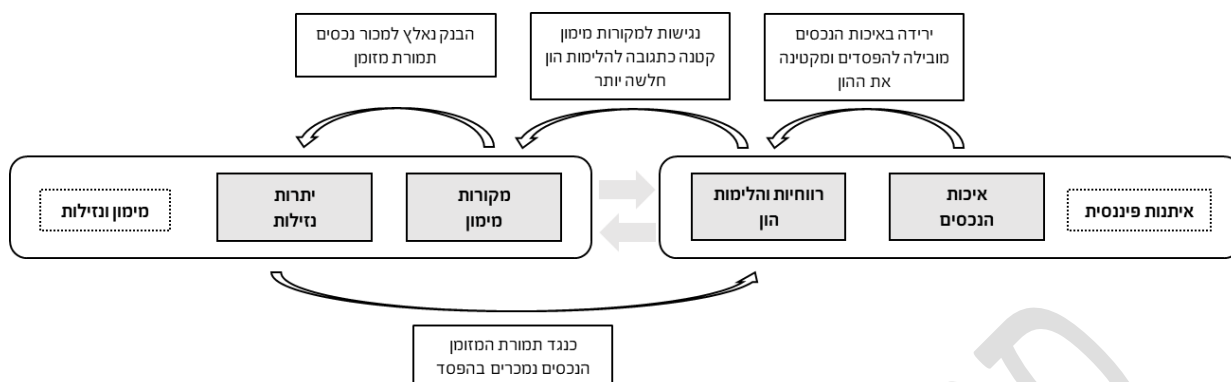 ירידה באיכות הנכסים
מובילה להפסדים ומקטינה
את ההון
נגישות למקורות מימון
קטנה כתגובה להלימות הון
חלשה יותר
הבנק נאלץ למכור נכסים
תמורת מזומן
איתנות פיננסית
איכות
הנכסים
רווחיות והלימות
הון
מקורות
מימון
יתרות
נזילות
מימון ונזילות
כנגד תמורת המזומן
הנכסים נמכרים בהפסד